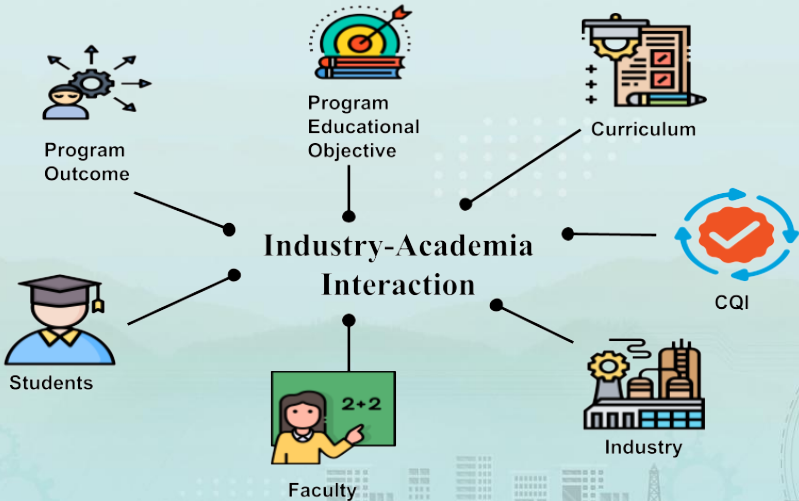 Program
Educational
Objective
Curriculum
Program
Outcome
Industry-Academia
Interaction
CQI
Students
2+2
Industry
Faculty